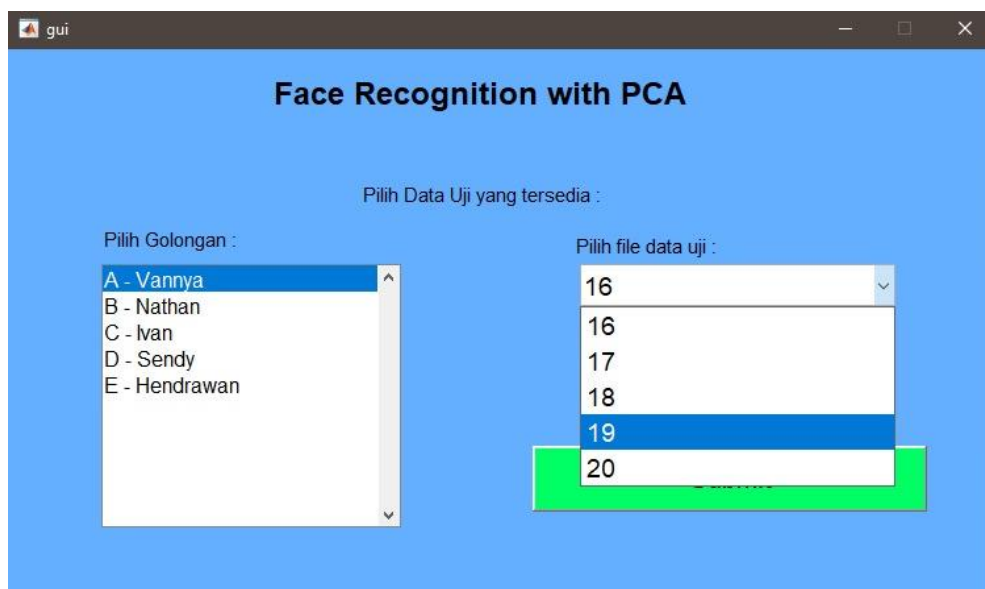 gui
Face Recognition with PCA
Pilih Data Uji yang tersedia :
Pilih Golongan :
A - Vannya
B - Nathan
C - Ivan
D - Sendy
E - Hendrawan
Pilih file data uji :
16
16
17
18
19
20